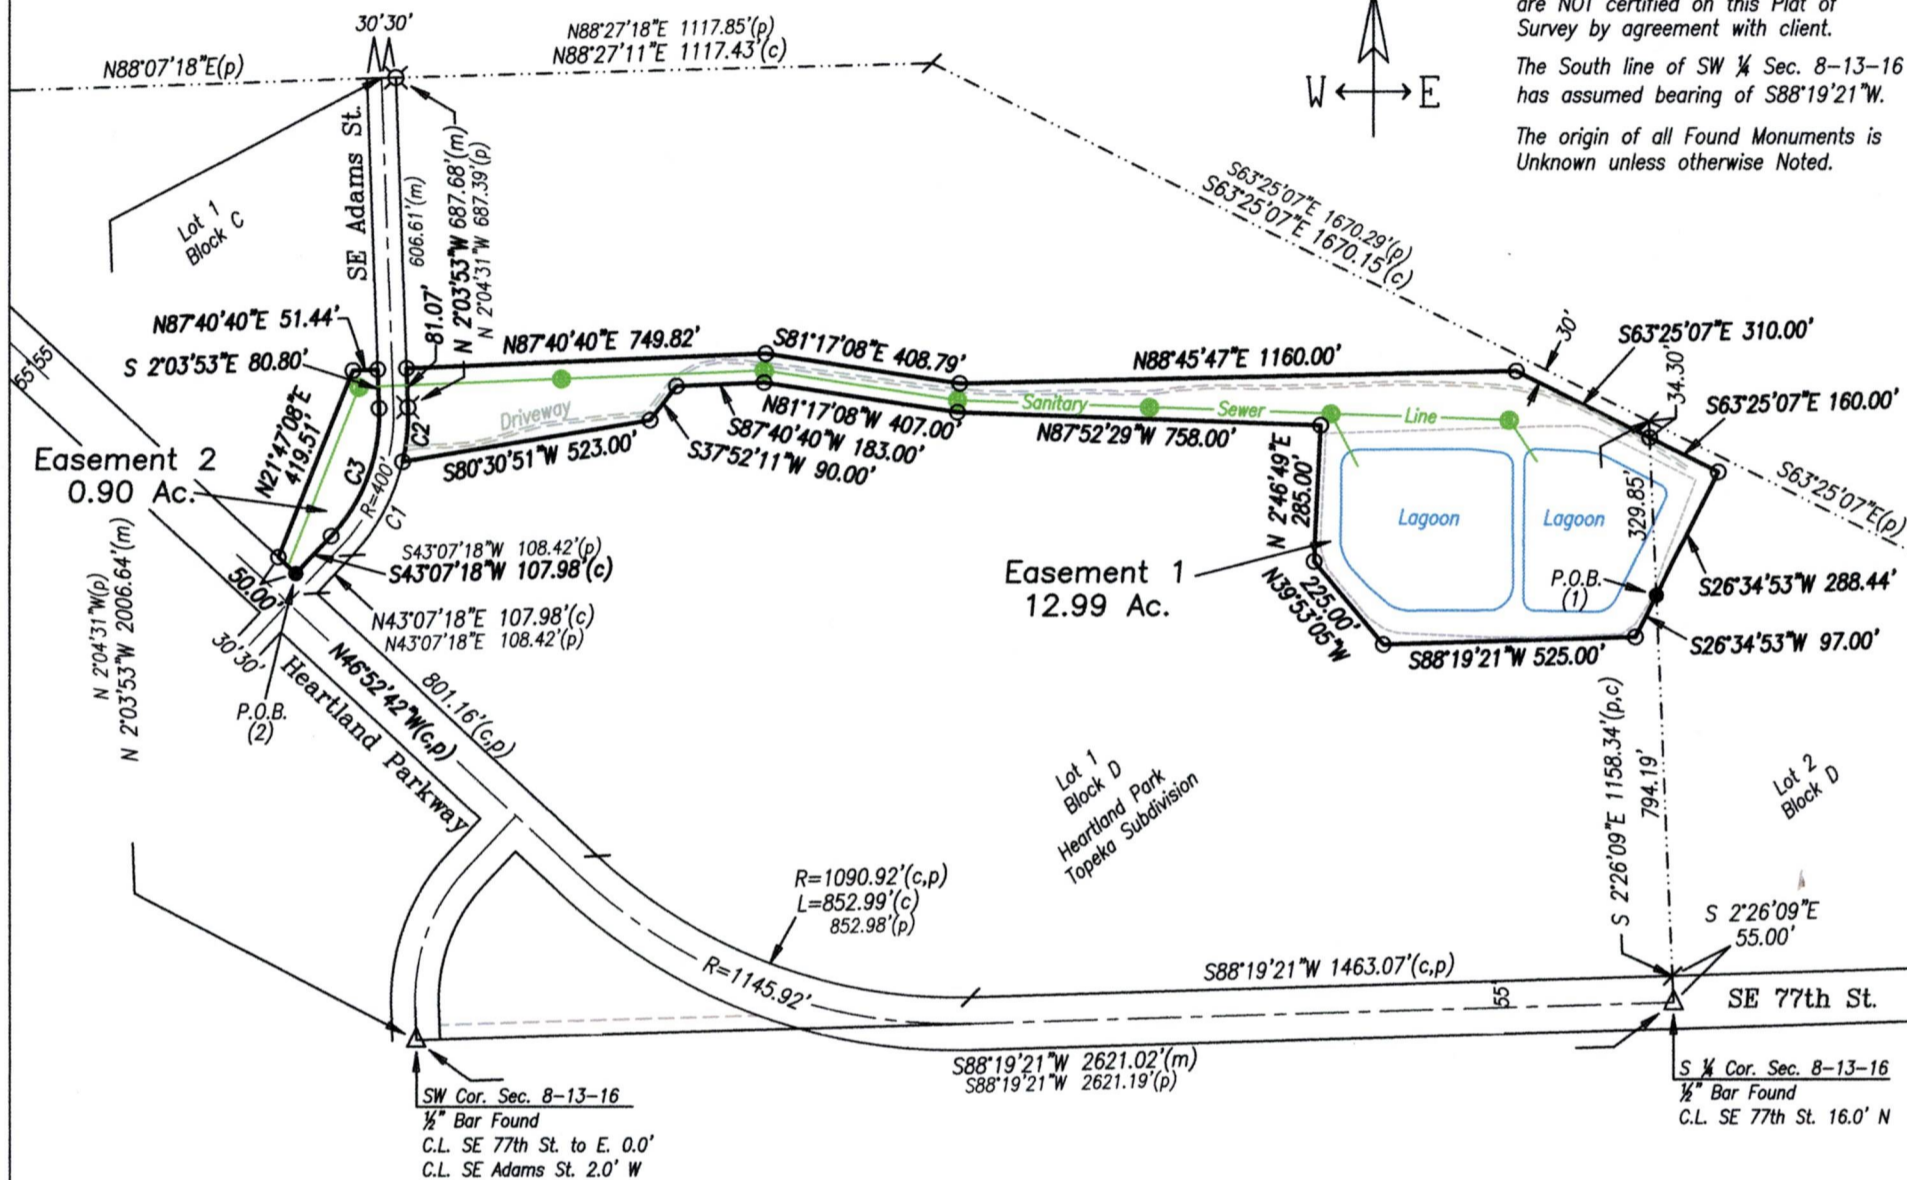 are NOT certified on this Plat of
Survey by agreement with client.
The South line of SW ¼ Sec. 8-13-16
has assumed bearing of S88°19'21"W.
The origin of all Found Monuments is
Unknown unless otherwise Noted.
W E
30' 30'
N88°07'18"E(p)
N88°27'18"E 1117.85'(p)
N88°27'11"E 1117.43'(c)
SE Adams St.
Lot 1
Block C
606.61'(m)
N 2°03'53"W 687.68'(m)
N 2°04'31"W 687.39'(p)
81.07'
S63°25'07"E 1670.29'(p)
S63°25'07"E 1670.15'(c)
N87°40'40"E 51.44'
S 2°03'53"E 80.80'
N87°40'40"E 749.82'
S81°17'08"E 408.79'
N88°45'47"E 1160.00'
30'
S63°25'07"E 310.00'
34.30'
S63°25'07"E 160.00'
S63°25'07"E(p)
55' 55'
N21°47'08"E
419.51'
Easement 2
0.90 Ac.
C3
R=400'
C1
C2
Driveway
Sanitary Sewer Line
S80°30'51"W 523.00'
S37°52'11"W 90.00'
S87°40'40"W 183.00'
N81°17'08"W 407.00'
N87°52'29"W 758.00'
N 2°46'49"E
285.00'
Lagoon
Lagoon
329.85'
Easement 1
12.99 Ac.
P.O.B.
(1)
S26°34'53"W 288.44'
S26°34'53"W 97.00'
225.00'
N39°53'05"W
S88°19'21"W 525.00'
S43°07'18"W 108.42'(p)
S43°07'18"W 107.98'(c)
50.00'
N43°07'18"E 107.98'(c)
N43°07'18"E 108.42'(p)
30' 30'
P.O.B.
(2)
N 2°04'31"W(p)
N 2°03'53"W 2006.64'(m)
N46°52'42"W(c,p)
801.16'(c,p)
Heartland Parkway
Lot 1
Block D
Heartland Park
Topeka Subdivision
S 2°26'09"E 1158.34'(p,c)
794.19'
Lot 2
Block D
R=1090.92'(c,p)
L=852.99'(c)
852.98'(p)
R=1145.92'
S88°19'21"W 1463.07'(c,p)
55'
S 2°26'09"E
55.00'
SE 77th St.
S88°19'21"W 2621.02'(m)
S88°19'21"W 2621.19'(p)
SW Cor. Sec. 8-13-16
½" Bar Found
C.L. SE 77th St. to E. 0.0'
C.L. SE Adams St. 2.0' W
S ¼ Cor. Sec. 8-13-16
½" Bar Found
C.L. SE 77th St. 16.0' N